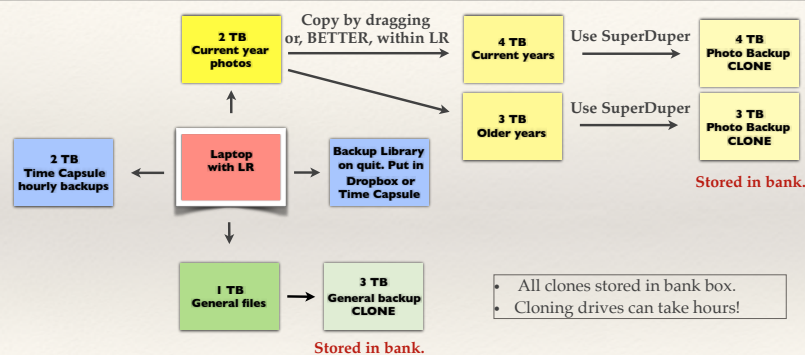 2 TB
Current year
photos
Copy by dragging
or, BETTER, within LR
4 TB
Current years
Use SuperDuper
4 TB
Photo Backup
CLONE
3 TB
Older years
Use SuperDuper
3 TB
Photo Backup
CLONE
Stored in bank.
2 TB
Time Capsule
hourly backups
Laptop
with LR
Backup Library
on quit. Put in
Dropbox or
Time Capsule
1 TB
General files
3 TB
General backup
CLONE
Stored in bank.
• All clones stored in bank box.
• Cloning drives can take hours!